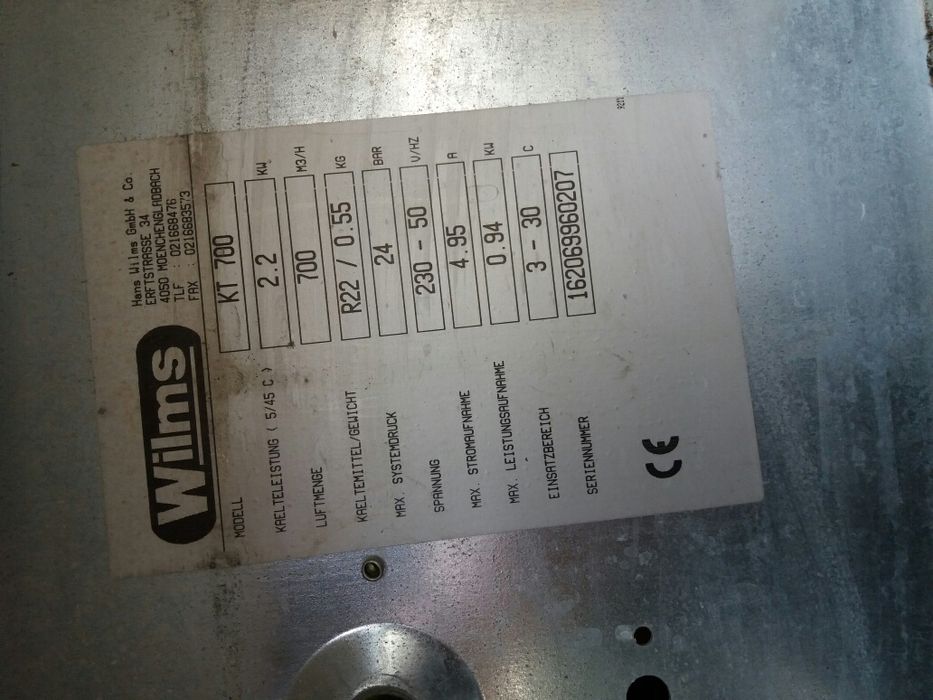 Wilms
Hans Wilms GmbH & Co.
ERFTSTRASSE 34
4050 MOENCHENGLADBACH
TLF : 021668476
FAX : 0216683573
MODELL KT 700
KAELTELEISTUNG ( 5/45 C ) 2.2 KW
LUFTMENGE 700 M3/H
KAELTEMITTEL/GEWICHT R22 / 0.55 KG
MAX. SYSTEMDRUCK 24 BAR
SPANNUNG 230 - 50 V/HZ
MAX. STROMAUFNAHME 4.95 A
MAX. LEISTUNGSAUFNAHME 0.94 KW
EINSATZBEREICH 3 - 30 C
SERIENNUMMER 162069960207
CE